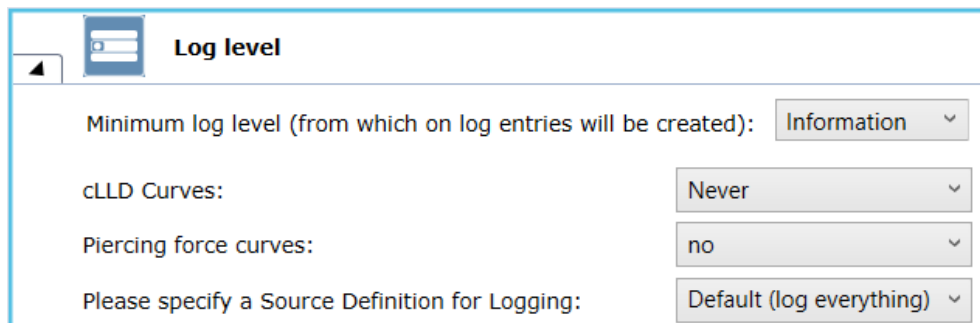 Log level
Minimum log level (from which on log entries will be created): Information
cLLD Curves: Never
Piercing force curves: no
Please specify a Source Definition for Logging: Default (log everything)